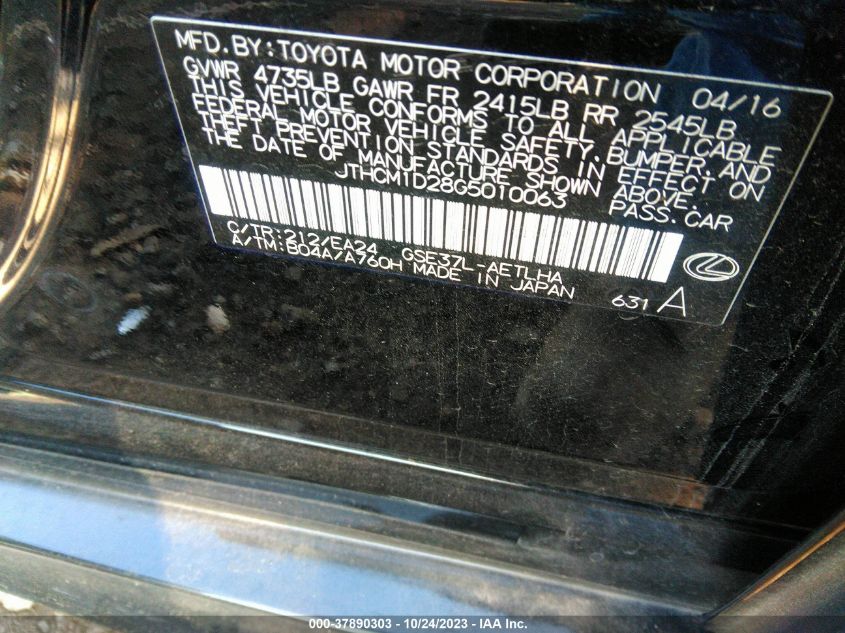 MFD. BY: TOYOTA MOTOR CORPORATION 04/16
GVWR 4735LB GAWR FR 2415LB RR 2545LB
THIS VEHICLE CONFORMS TO ALL APPLICABLE
FEDERAL MOTOR VEHICLE SAFETY, BUMPER, AND
THEFT PREVENTION STANDARDS IN EFFECT ON
THE DATE OF MANUFACTURE SHOWN ABOVE.
JTHCM1D28G5010063 PASS. CAR
C/TR: 212/EA24 GSE37L-AETLHA
A/TM: B04A/A760H MADE IN JAPAN
631 A
000-37890303 - 10/24/2023 - IAA Inc.